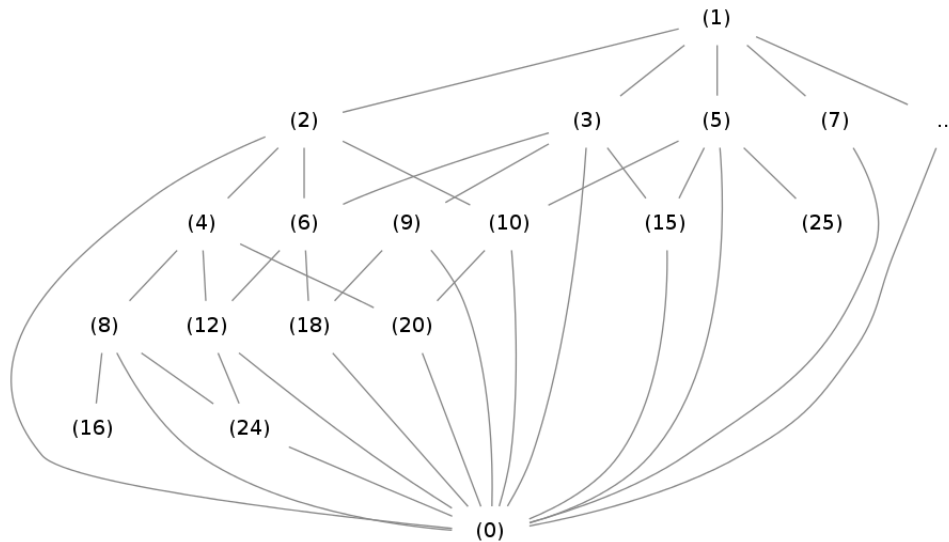 (1)
(2) (3) (5) (7) ..
(4) (6) (9) (10) (15) (25)
(8) (12) (18) (20)
(16) (24)
(0)